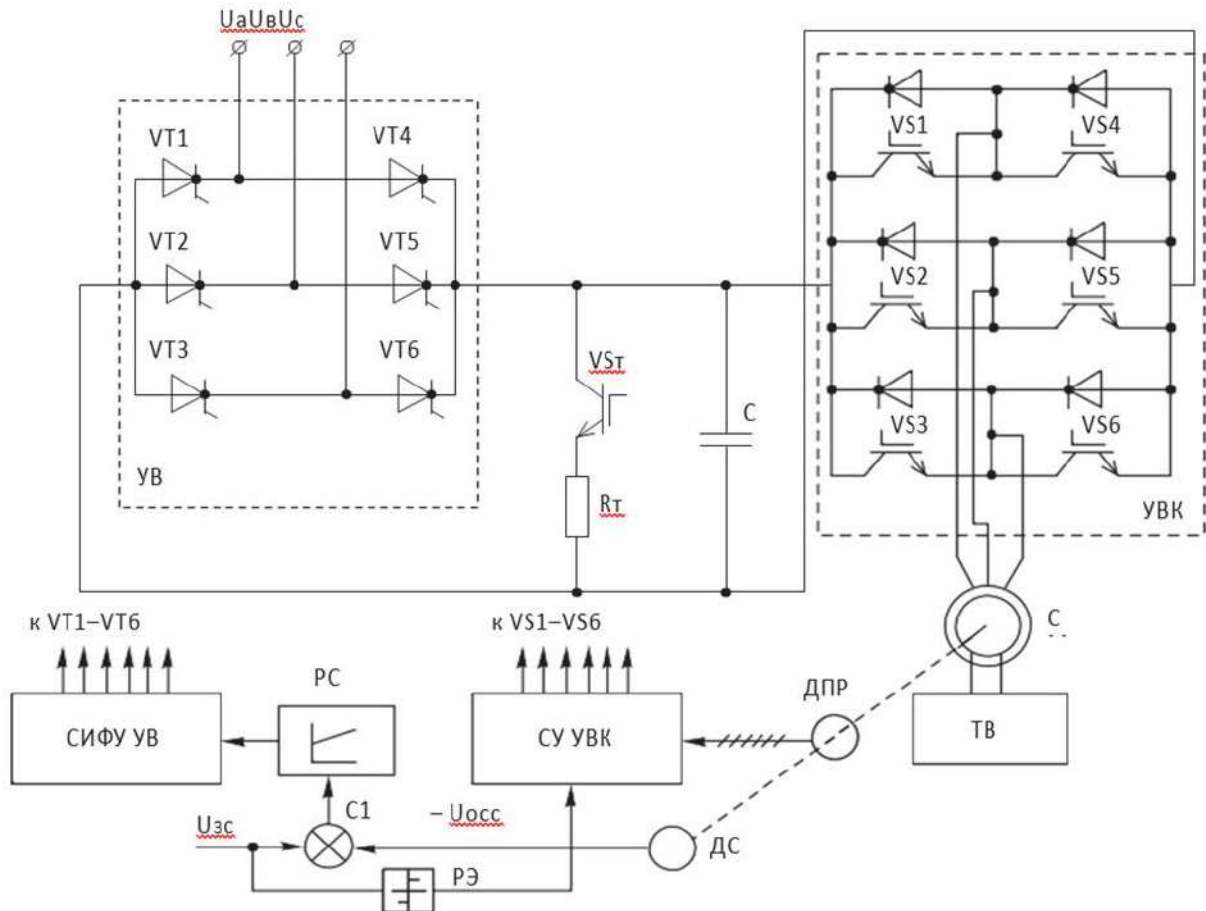 UаUвUс
VT1
VT4
VT2
VT5
VT3
VT6
УВ
VSт
Rт
С
VS1
VS4
VS2
VS5
VS3
VS6
УВК
к VT1–VT6
к VS1–VS6
СИФУ УВ
РС
СУ УВК
ДПР
С
ТВ
Uзс
С1
– Uосс
РЭ
ДС